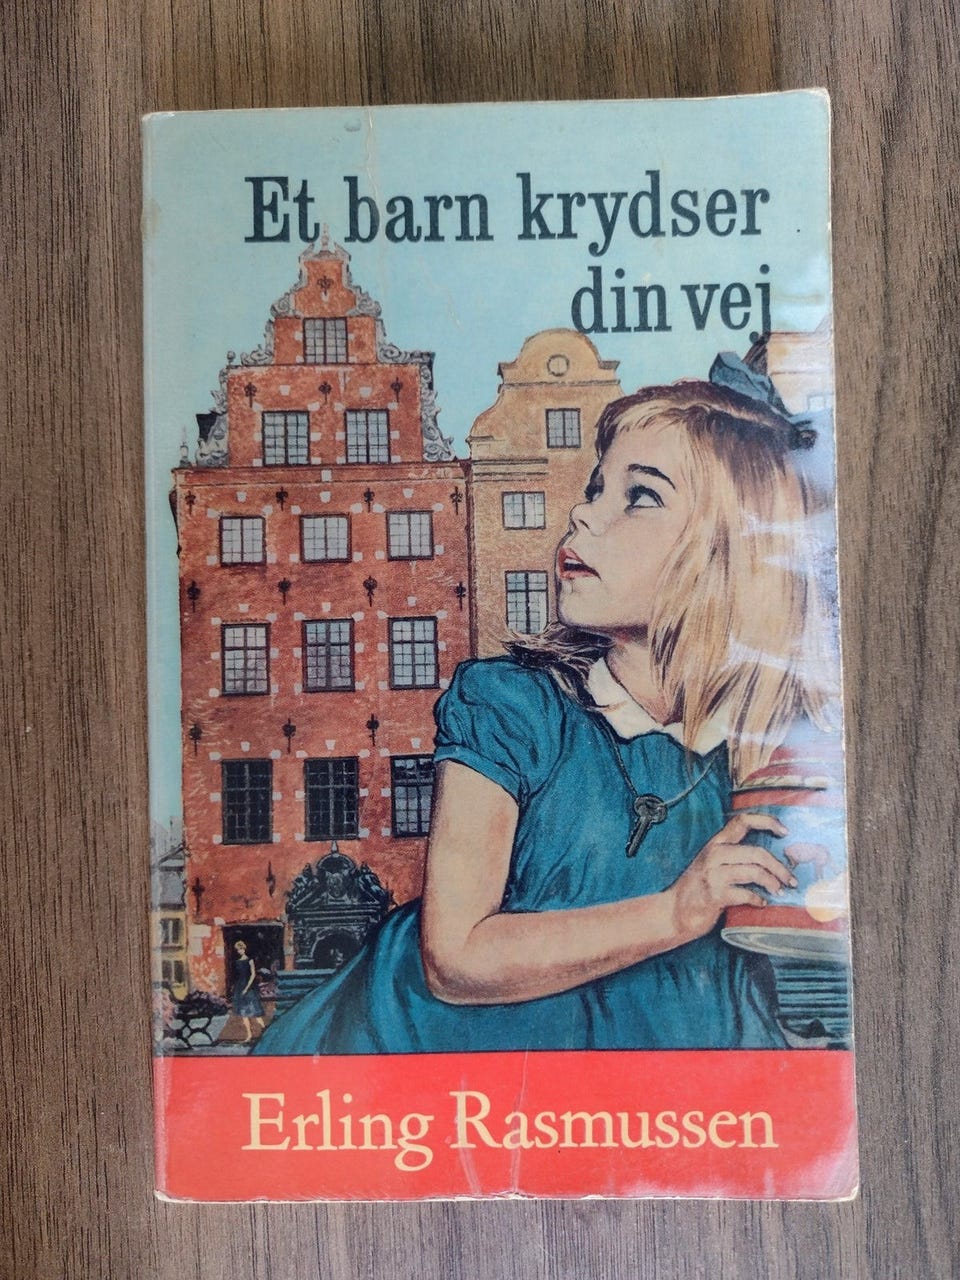 Et barn krydser
din vej
Erling Rasmussen